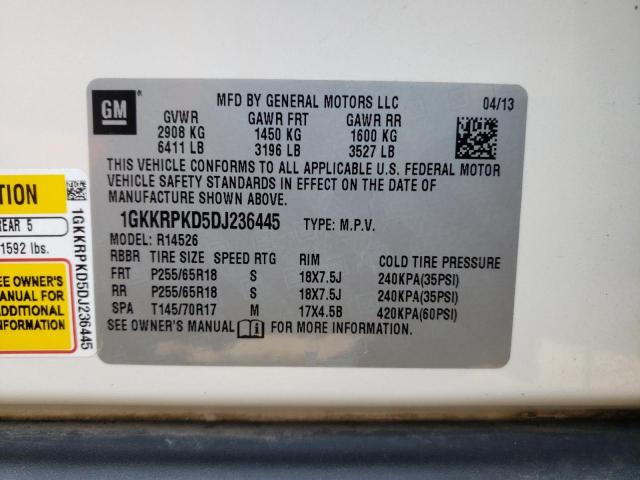 GM
MFD BY GENERAL MOTORS LLC 04/13
GVWR GAWR FRT GAWR RR
2908 KG 1450 KG 1600 KG
6411 LB 3196 LB 3527 LB
THIS VEHICLE CONFORMS TO ALL APPLICABLE U.S. FEDERAL MOTOR
VEHICLE SAFETY STANDARDS IN EFFECT ON THE DATE OF
MANUFACTURE SHOWN ABOVE.
1GKKRPKD5DJ236445 TYPE: M.P.V.
MODEL: R14526
RBBR TIRE SIZE SPEED RTG RIM COLD TIRE PRESSURE
FRT P255/65R18 S 18X7.5J 240KPA(35PSI)
RR P255/65R18 S 18X7.5J 240KPA(35PSI)
SPA T145/70R17 M 17X4.5B 420KPA(60PSI)
SEE OWNER'S MANUAL FOR MORE INFORMATION.
TION
REAR 5
1592 lbs.
EE OWNER'S
ANUAL FOR
ADDITIONAL
FORMATION
1GKKRPKD5DJ236445